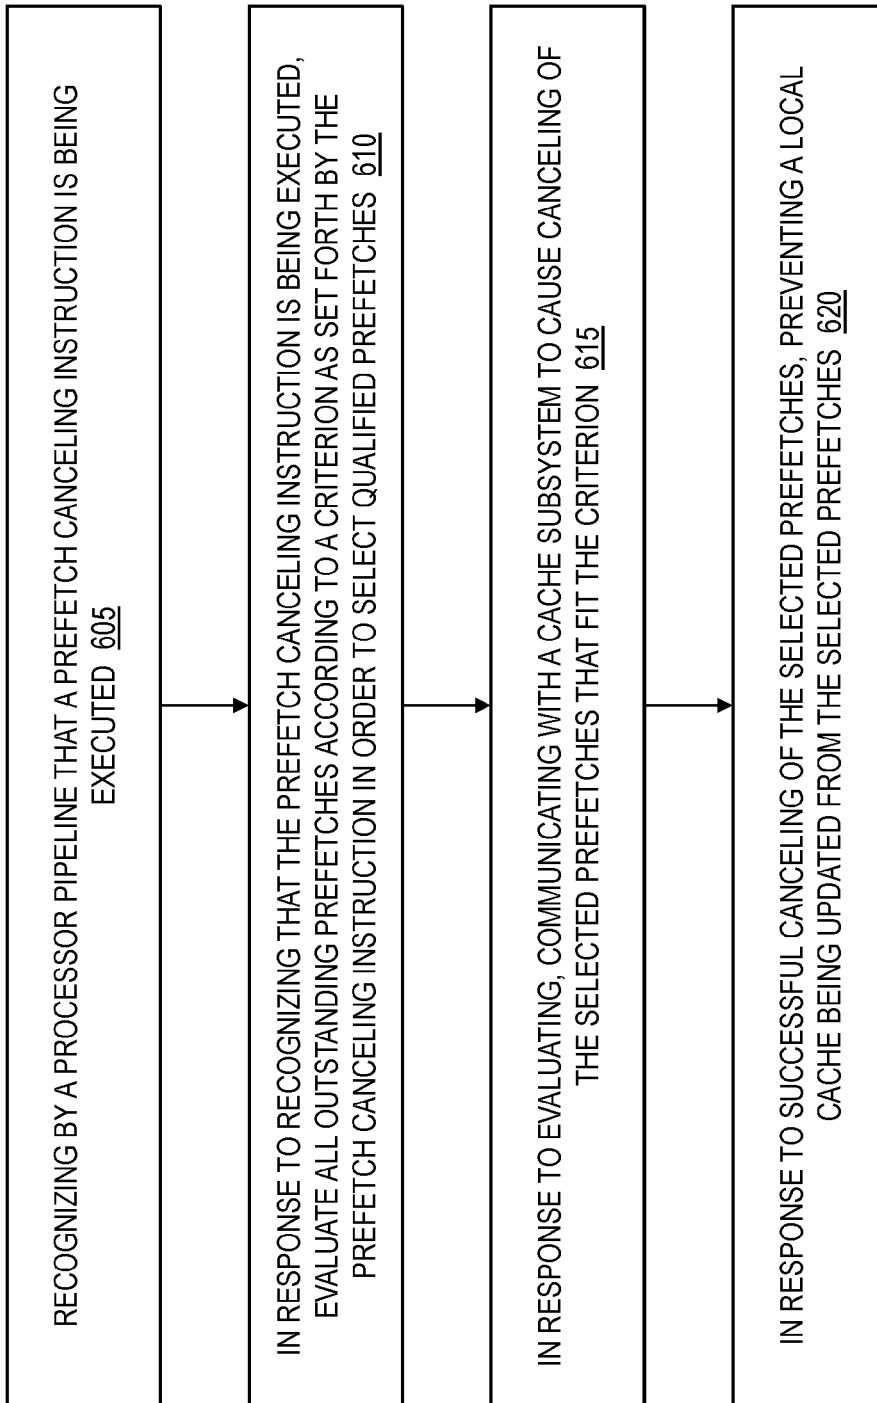 RECOGNIZING BY A PROCESSOR PIPELINE THAT A PREFETCH CANCELING INSTRUCTION IS BEING
EXECUTED 605
IN RESPONSE TO RECOGNIZING THAT THE PREFETCH CANCELING INSTRUCTION IS BEING EXECUTED,
EVALUATE ALL OUTSTANDING PREFETCHES ACCORDING TO A CRITERION AS SET FORTH BY THE
PREFETCH CANCELING INSTRUCTION IN ORDER TO SELECT QUALIFIED PREFETCHES 610
IN RESPONSE TO EVALUATING, COMMUNICATING WITH A CACHE SUBSYSTEM TO CAUSE CANCELING OF
THE SELECTED PREFETCHES THAT FIT THE CRITERION 615
IN RESPONSE TO SUCCESSFUL CANCELING OF THE SELECTED PREFETCHES, PREVENTING A LOCAL
CACHE BEING UPDATED FROM THE SELECTED PREFETCHES 620